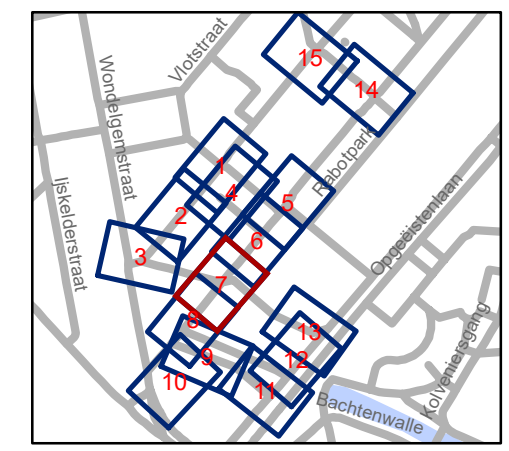 Vlotstraat
15
14
Wondelgemstraat
Rabotpark
1
4
5
Ijskelderstraat
2
6
Opgeëistenlaan
3
7
8
9
13
12
10
11
Kolveniersgang
Bachtenwalle